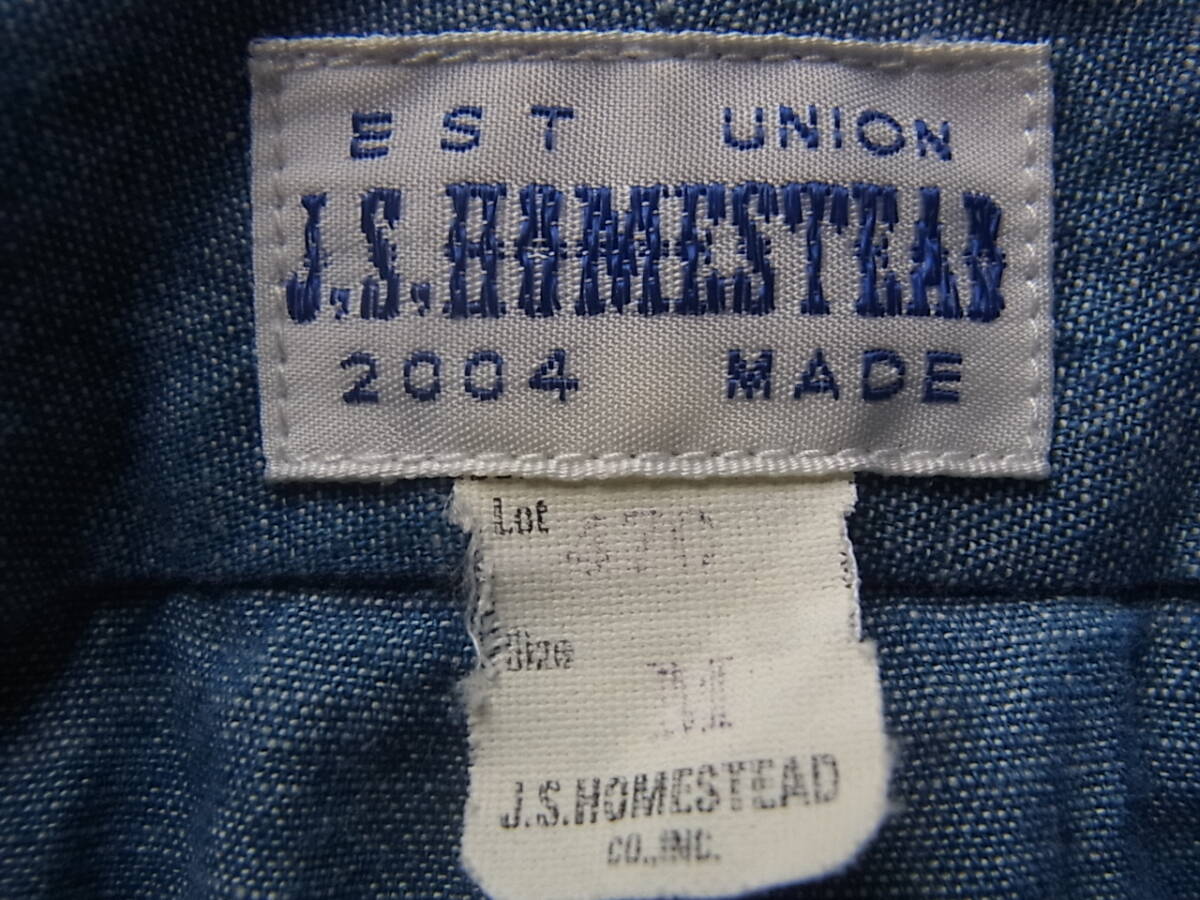 EST UNION
J.S.HOMESTEAD
2004 MADE
Lot
Size M
J.S.HOMESTEAD
CO.,INC.